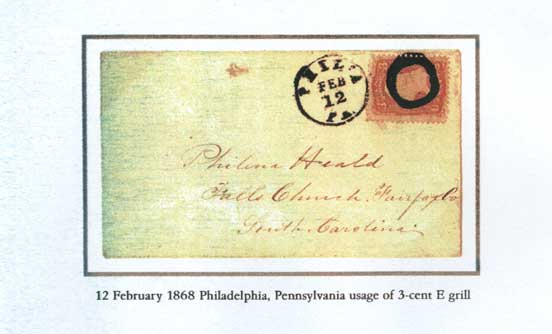 PHILA
FEB
12
PA.
Philena Heald
Falls Church, Fairfax Co
South Carolina
12 February 1868 Philadelphia, Pennsylvania usage of 3-cent E grill